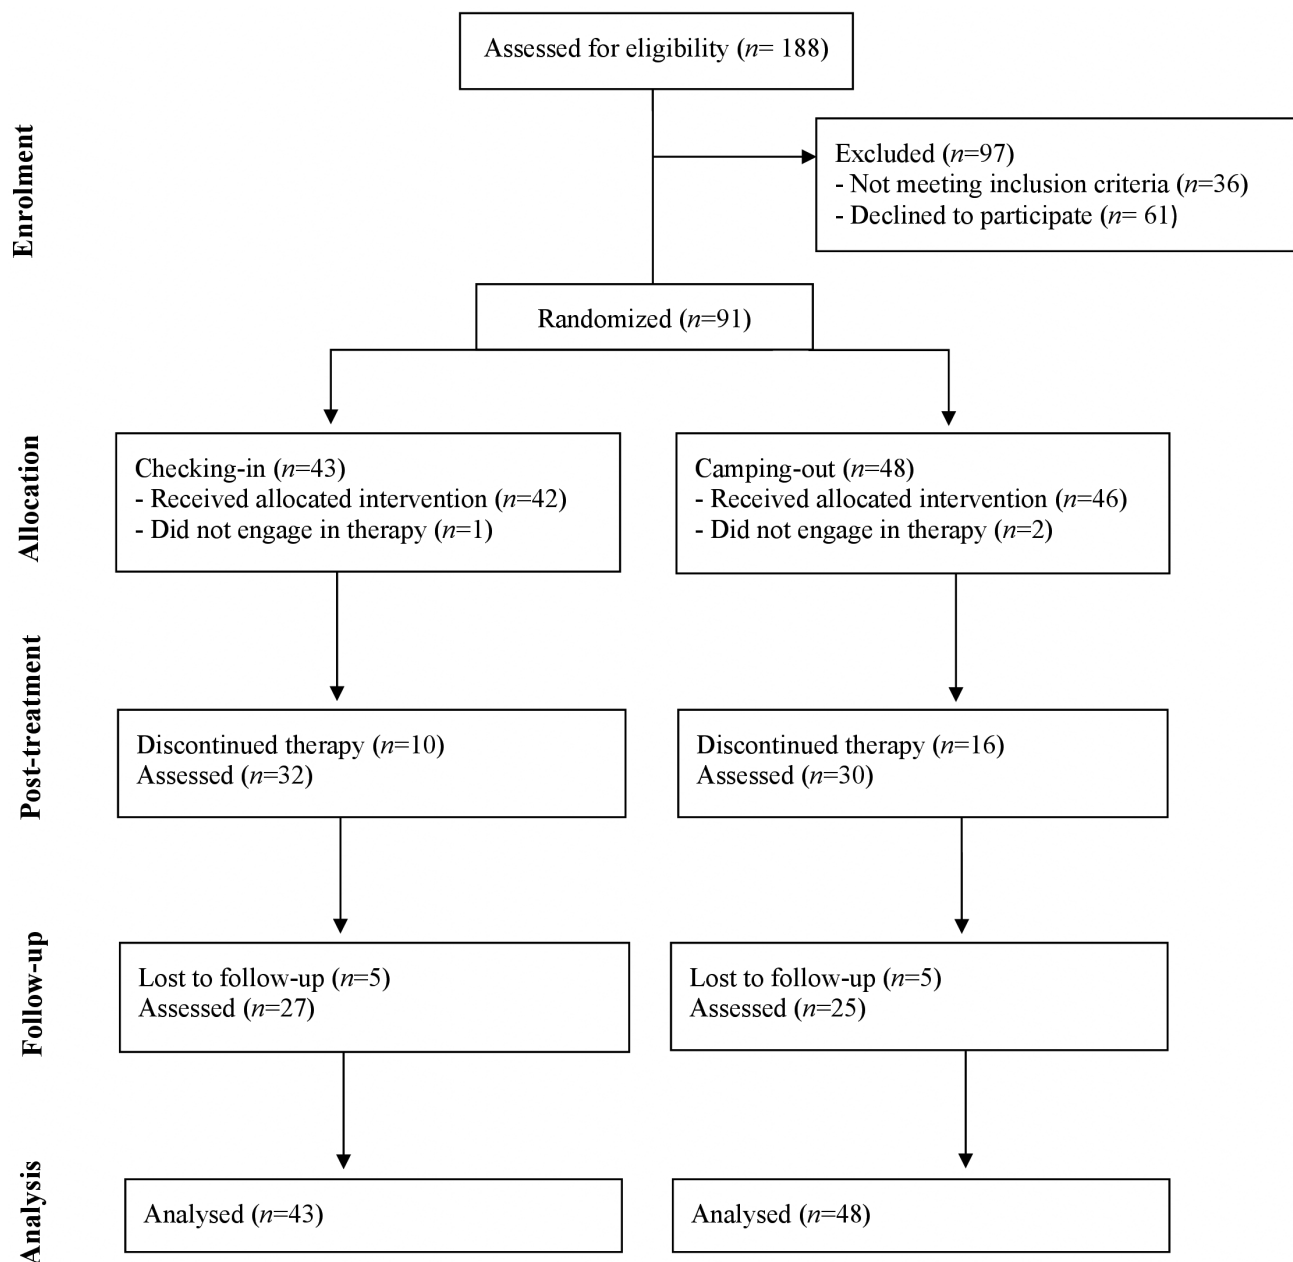 Assessed for eligibility (n= 188)
Enrolment
Excluded (n=97)
- Not meeting inclusion criteria (n=36)
- Declined to participate (n= 61)
Randomized (n=91)
Allocation
Checking-in (n=43)
- Received allocated intervention (n=42)
- Did not engage in therapy (n=1)
Camping-out (n=48)
- Received allocated intervention (n=46)
- Did not engage in therapy (n=2)
Post-treatment
Discontinued therapy (n=10)
Assessed (n=32)
Discontinued therapy (n=16)
Assessed (n=30)
Follow-up
Lost to follow-up (n=5)
Assessed (n=27)
Lost to follow-up (n=5)
Assessed (n=25)
Analysis
Analysed (n=43)
Analysed (n=48)